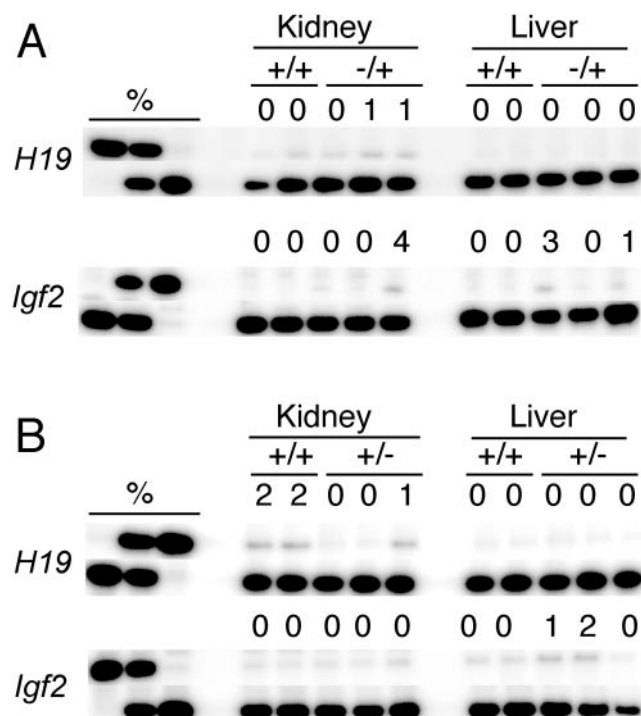 A
Kidney Liver
+/+ -/+ +/+ -/+
% 0 0 0 1 1 0 0 0 0 0
H19
0 0 0 0 4 0 0 3 0 1
Igf2
B
Kidney Liver
+/+ +/- +/+ +/-
% 2 2 0 0 1 0 0 0 0 0
H19
0 0 0 0 0 0 0 1 2 0
Igf2